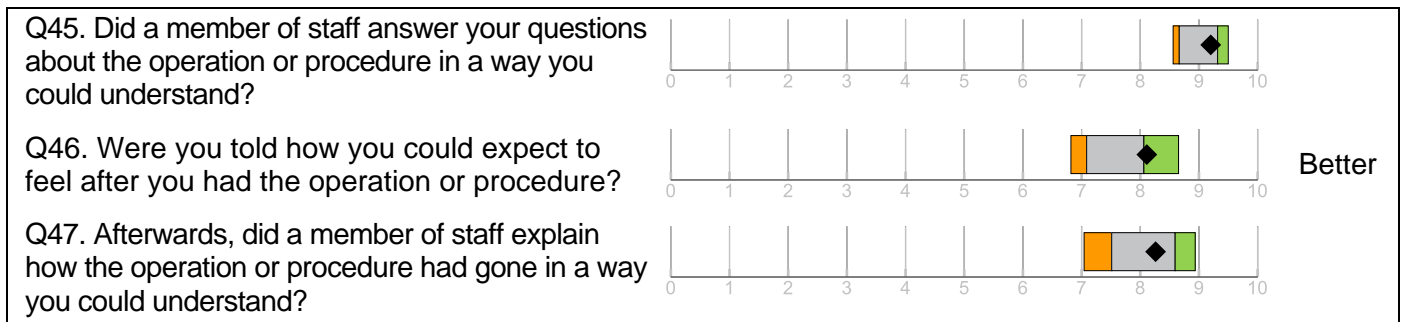 Q45. Did a member of staff answer your questions
about the operation or procedure in a way you
could understand?
0 1 2 3 4 5 6 7 8 9 10
Q46. Were you told how you could expect to
feel after you had the operation or procedure?
0 1 2 3 4 5 6 7 8 9 10
Better
Q47. Afterwards, did a member of staff explain
how the operation or procedure had gone in a way
you could understand?
0 1 2 3 4 5 6 7 8 9 10